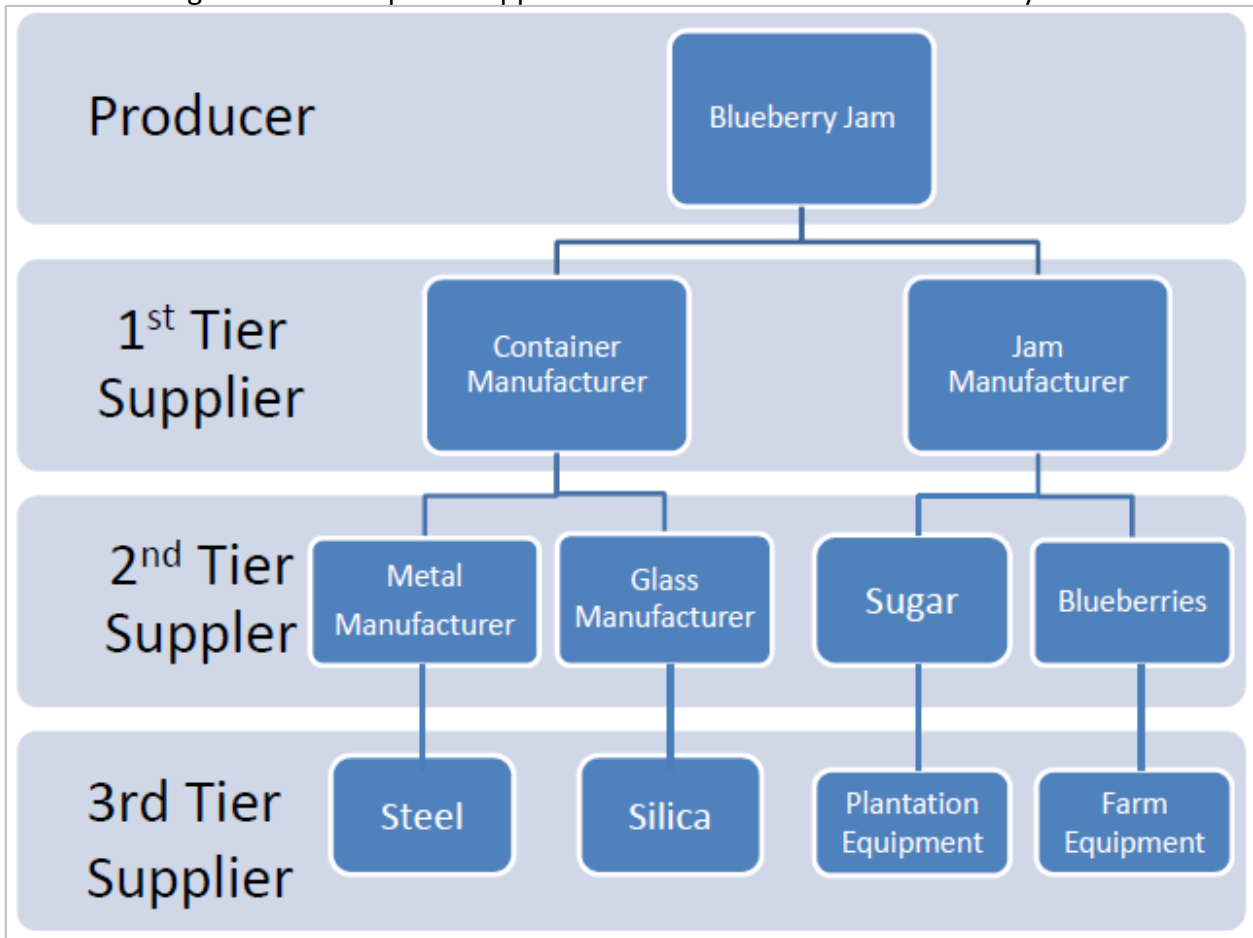 Producer
Blueberry Jam
1st Tier
Supplier
Container
Manufacturer
Jam
Manufacturer
2nd Tier
Suppler
Metal
Manufacturer
Glass
Manufacturer
Sugar
Blueberries
3rd Tier
Supplier
Steel
Silica
Plantation
Equipment
Farm
Equipment